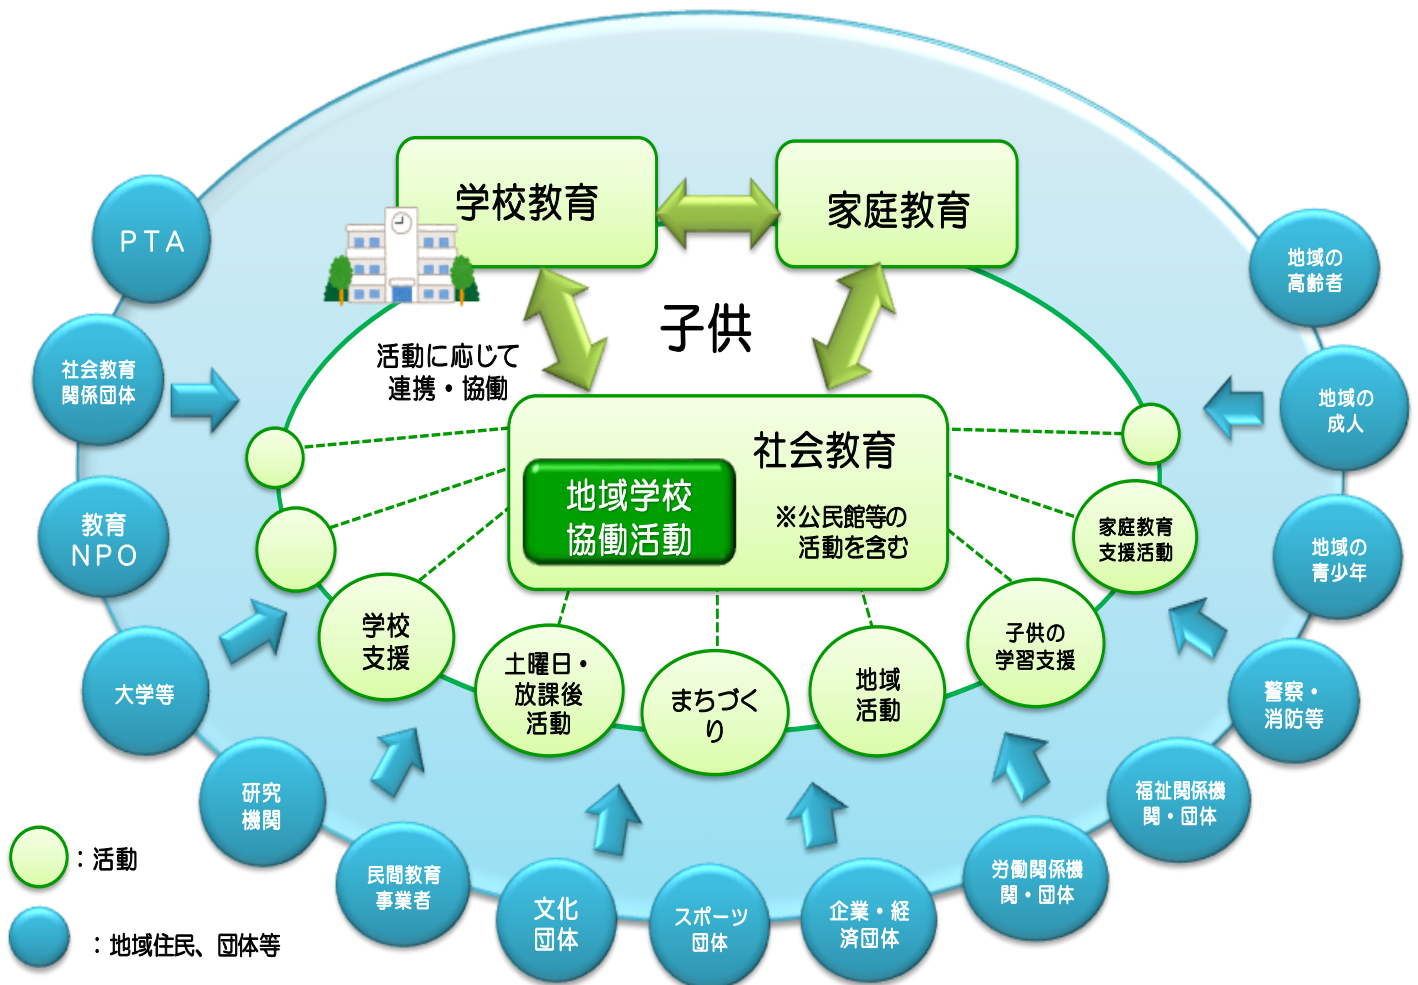 学校教育
家庭教育
子供
活動に応じて
連携・協働
社会教育
※公民館等の
活動を含む
地域学校
協働活動
学校
支援
土曜日・
放課後
活動
まちづく
り
地域
活動
子供の
学習支援
家庭教育
支援活動
PTA
社会教育
関係団体
教育
NPO
大学等
研究
機関
民間教育
事業者
文化
団体
スポーツ
団体
企業・経
済団体
労働関係機
関・団体
福祉関係機
関・団体
警察・
消防等
地域の
青少年
地域の
成人
地域の
高齢者
：活動
：地域住民、団体等